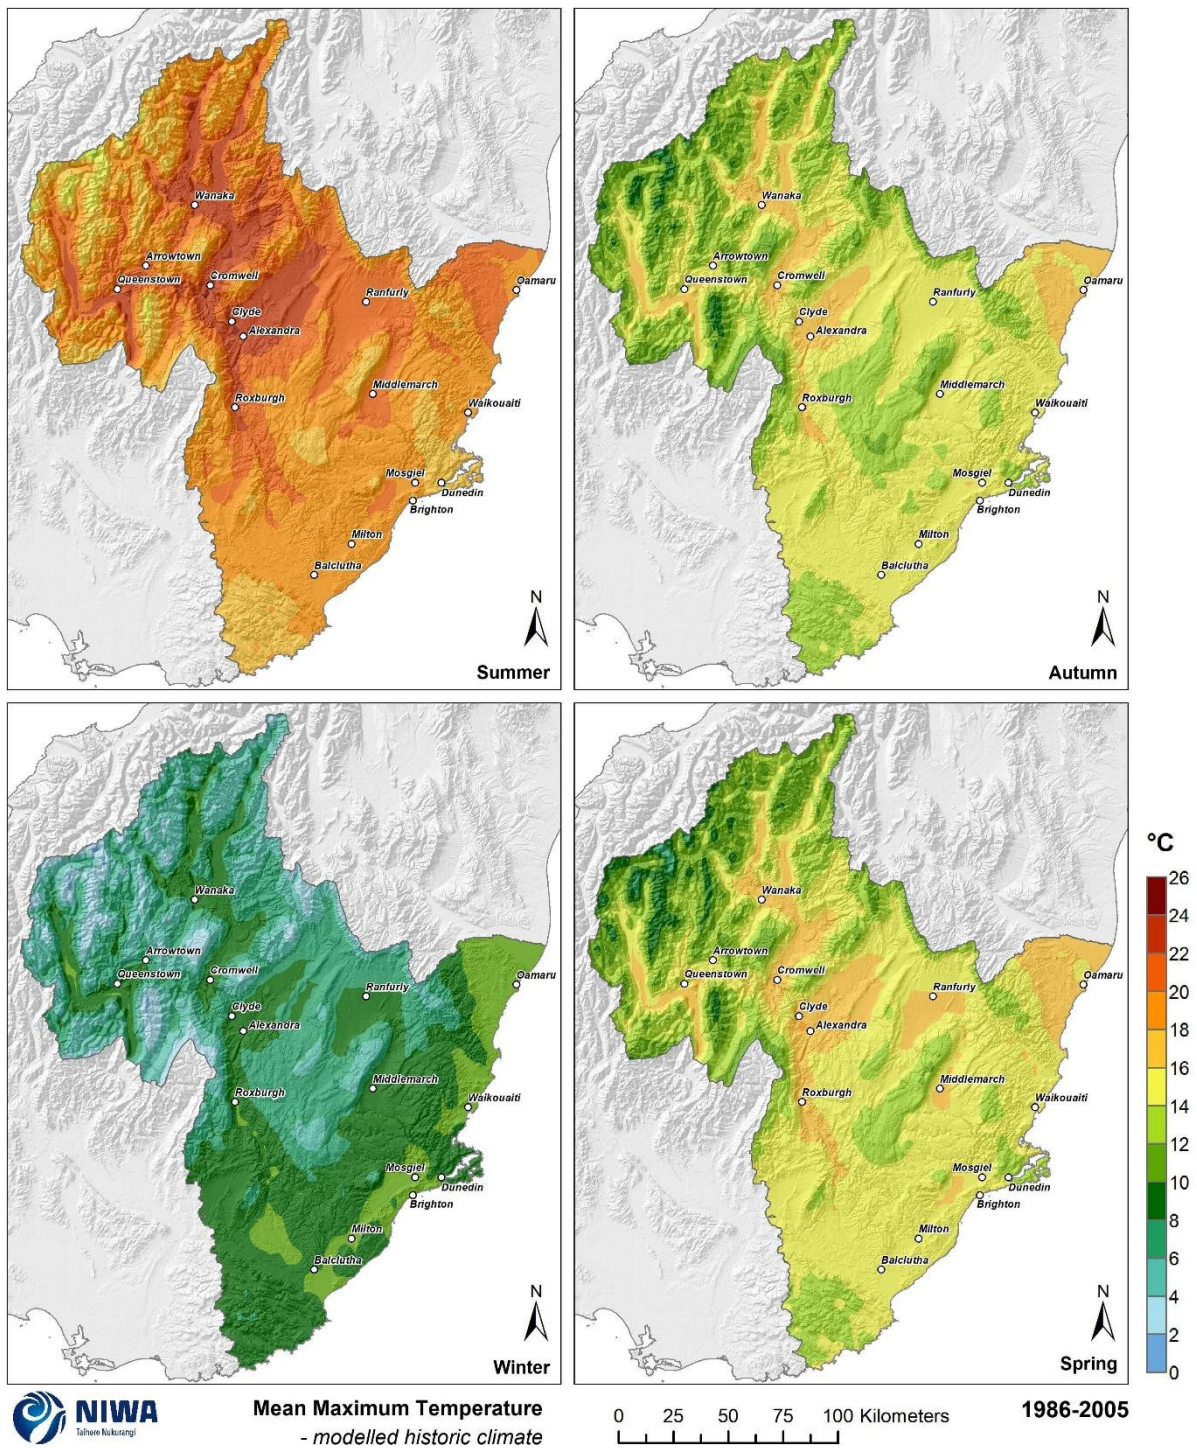 Wanaka
Arrowtown
Queenstown
Cromwell
Clyde
Alexandra
Ranfurly
Oamaru
Roxburgh
Middlemarch
Waikouaiti
Mosgiel
Dunedin
Brighton
Milton
Balclutha
N
Summer
Wanaka
Arrowtown
Queenstown
Cromwell
Clyde
Alexandra
Ranfurly
Oamaru
Roxburgh
Middlemarch
Waikouaiti
Mosgiel
Dunedin
Brighton
Milton
Balclutha
N
Autumn
Wanaka
Arrowtown
Queenstown
Cromwell
Clyde
Alexandra
Ranfurly
Oamaru
Roxburgh
Middlemarch
Waikouaiti
Mosgiel
Dunedin
Brighton
Milton
Balclutha
N
Winter
Wanaka
Arrowtown
Queenstown
Cromwell
Clyde
Alexandra
Ranfurly
Oamaru
Roxburgh
Middlemarch
Waikouaiti
Mosgiel
Dunedin
Brighton
Milton
Balclutha
N
Spring
°C
26
24
22
20
18
16
14
12
10
8
6
4
2
0
NIWA
Taihoro Nukurangi
Mean Maximum Temperature
- modelled historic climate
0 25 50 75 100 Kilometers
1986-2005